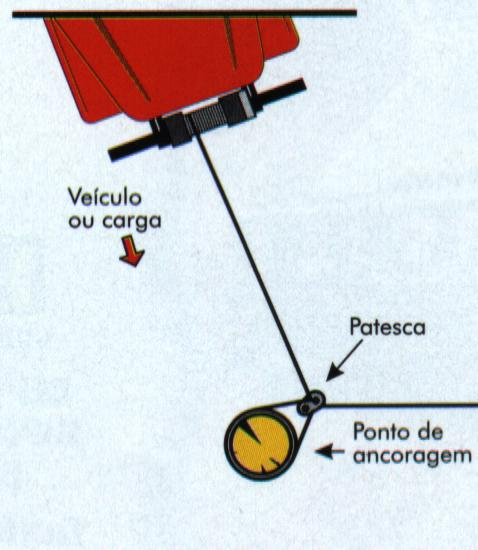 Veículo
ou carga
Patesca
Ponto de
ancoragem